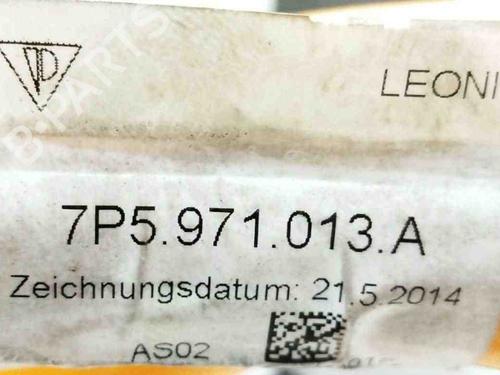 LEONI
7P5.971.013.A
Zeichnungsdatum: 21.5.2014
AS02